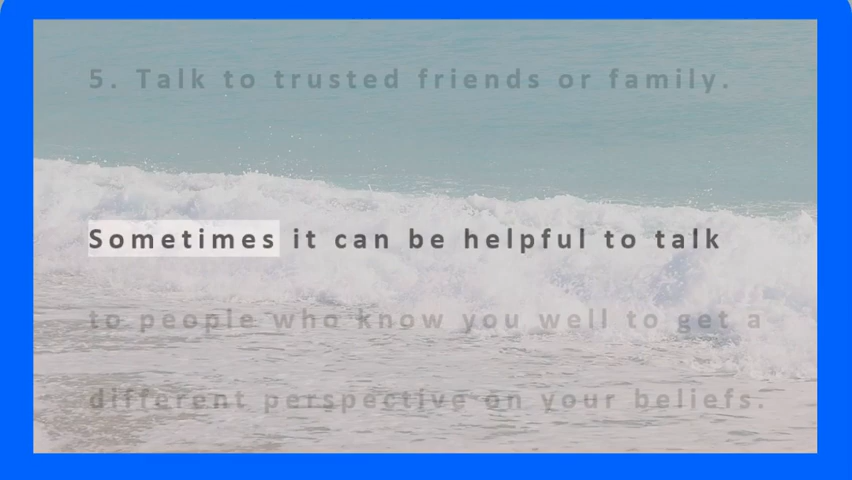 5. Talk to trusted friends or family.
Sometimes it can be helpful to talk
to people who know you well to get a
different perspective on your beliefs.